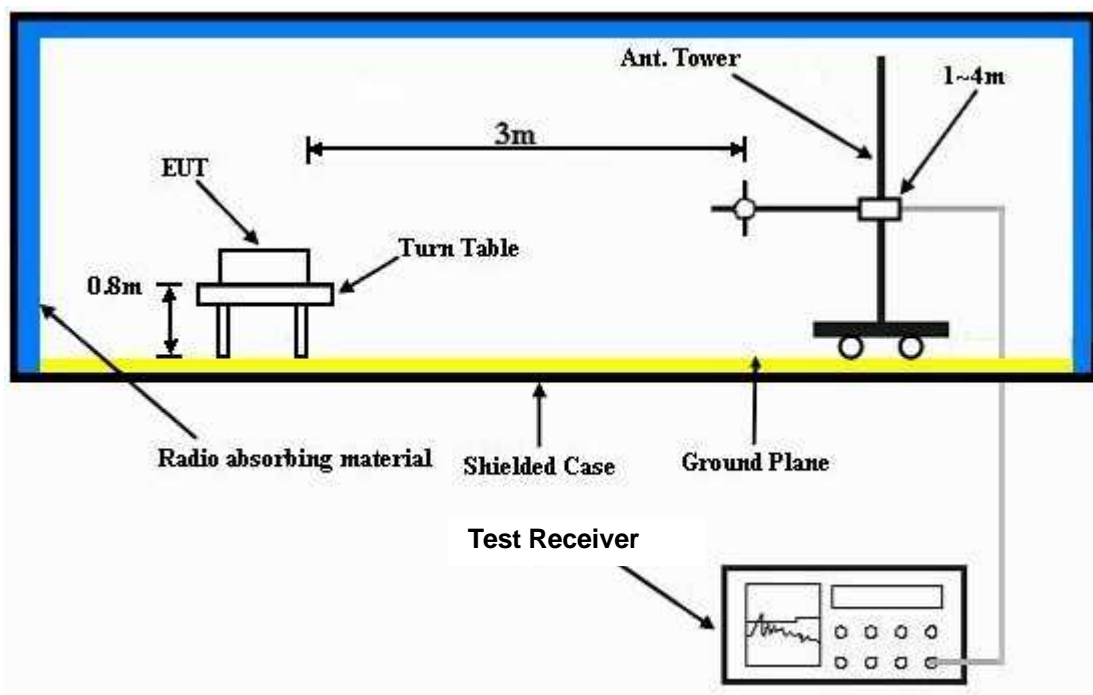 Ant. Tower
1~4m
3m
EUT
Turn Table
0.8m
Radio absorbing material
Shielded Case
Ground Plane
Test Receiver